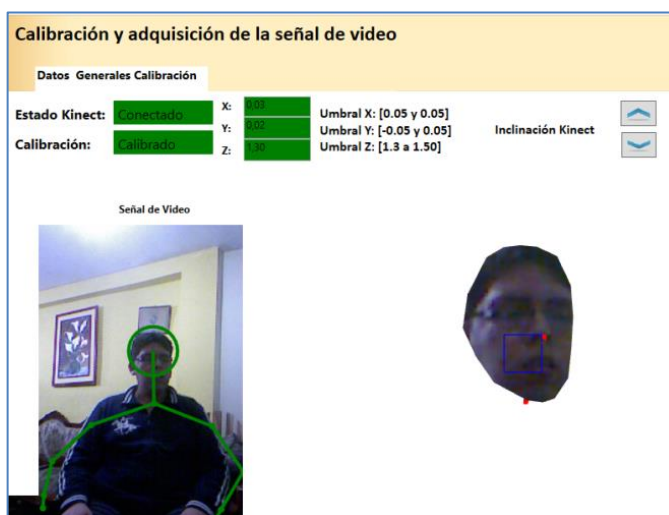 Calibración y adquisición de la señal de video
Datos Generales Calibración
Estado Kinect: Conectado
Calibración: Calibrado
X: 0,03
Y: 0,02
Z: 1,30
Umbral X: [0.05 y 0.05]
Umbral Y: [-0.05 y 0.05]
Umbral Z: [1.3 a 1.50]
Inclinación Kinect
Señal de Video